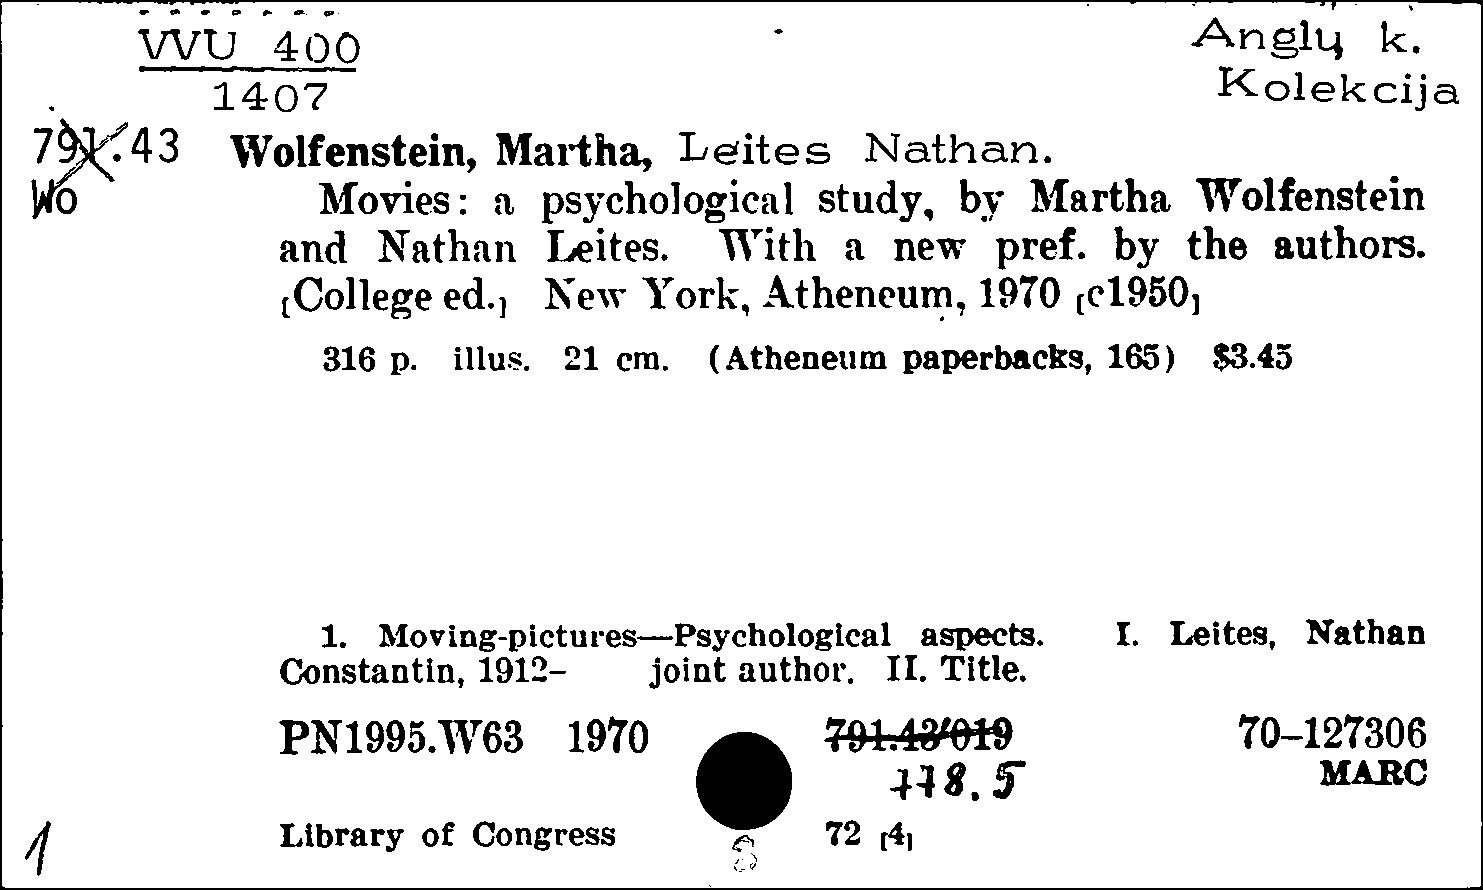 VVU 400
1407
Anglų k.
Kolekcija
791.43
Wo
Wolfenstein, Martha, Leites Nathan.
Movies: a psychological study, by Martha Wolfenstein
and Nathan Leites. With a new pref. by the authors.
[College ed.] New York, Atheneum, 1970 [c1950]
316 p. illus. 21 cm. (Atheneum paperbacks, 165) $3.45
1. Moving-pictures—Psychological aspects. I. Leites, Nathan
Constantin, 1912– joint author. II. Title.
PN1995.W63 1970
791.43′019
70–127306
778.5
MARC
Library of Congress
72 [4]
1